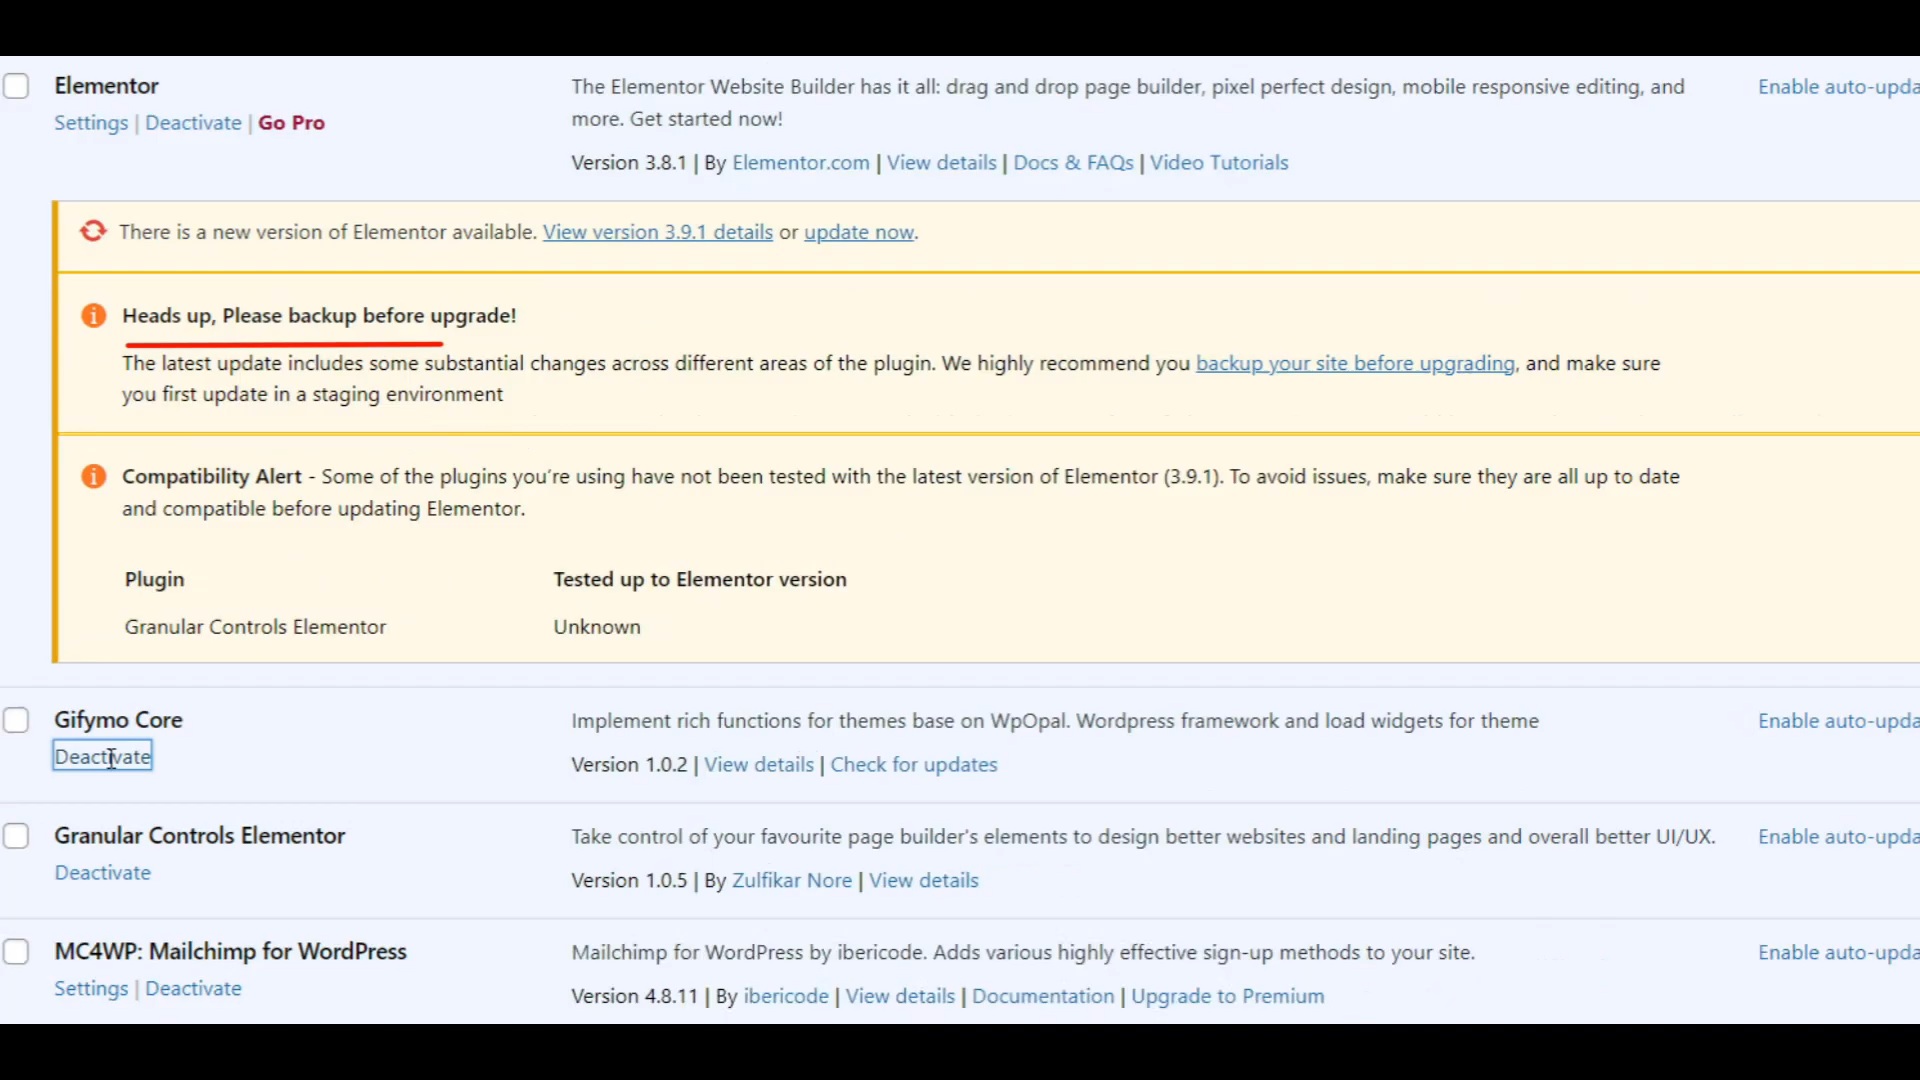 Elementor
Settings | Deactivate | Go Pro
The Elementor Website Builder has it all: drag and drop page builder, pixel perfect design, mobile responsive editing, and
more. Get started now!
Version 3.8.1 | By Elementor.com | View details | Docs & FAQs | Video Tutorials
Enable auto-upda
There is a new version of Elementor available. View version 3.9.1 details or update now.
Heads up, Please backup before upgrade!
The latest update includes some substantial changes across different areas of the plugin. We highly recommend you backup your site before upgrading, and make sure
you first update in a staging environment
Compatibility Alert - Some of the plugins you're using have not been tested with the latest version of Elementor (3.9.1). To avoid issues, make sure they are all up to date
and compatible before updating Elementor.
Plugin Tested up to Elementor version
Granular Controls Elementor Unknown
Gifymo Core
Deactivate
Implement rich functions for themes base on WpOpal. Wordpress framework and load widgets for theme
Version 1.0.2 | View details | Check for updates
Enable auto-upda
Granular Controls Elementor
Deactivate
Take control of your favourite page builder's elements to design better websites and landing pages and overall better UI/UX.
Version 1.0.5 | By Zulfikar Nore | View details
Enable auto-upda
MC4WP: Mailchimp for WordPress
Settings | Deactivate
Mailchimp for WordPress by ibericode. Adds various highly effective sign-up methods to your site.
Version 4.8.11 | By ibericode | View details | Documentation | Upgrade to Premium
Enable auto-upda